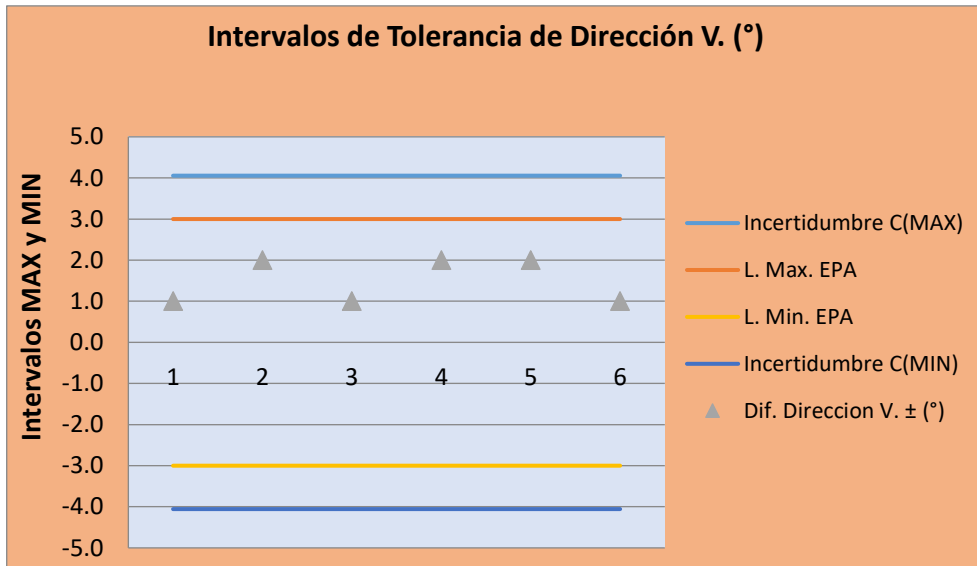 Intervalos de Tolerancia de Dirección V. (°)
Intervalos MAX y MIN
5.0
4.0
3.0
2.0
1.0
0.0
-1.0
-2.0
-3.0
-4.0
-5.0
1 2 3 4 5 6
Incertidumbre C(MAX)
L. Max. EPA
L. Min. EPA
Incertidumbre C(MIN)
Dif. Direccion V. ± (°)